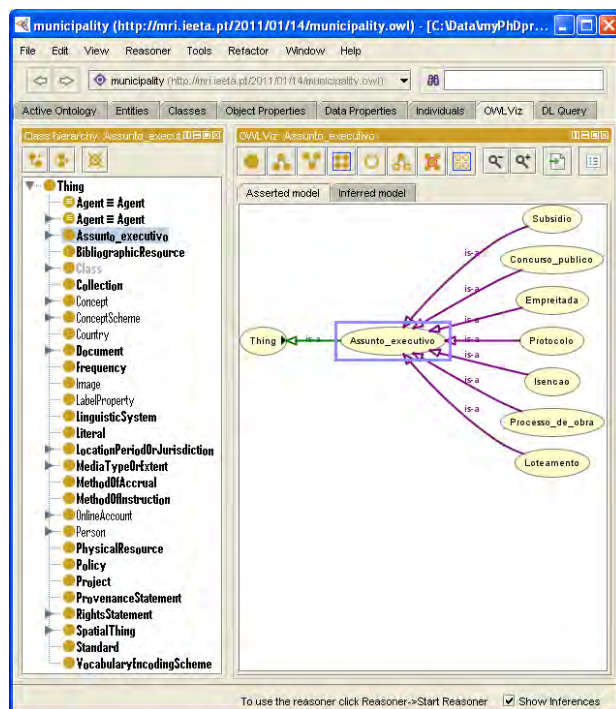 municipality (http://mri.ieeta.pt/2011/01/14/municipality.owl) - [C:\Data\myPhDpr...
File Edit View Reasoner Tools Refactor Window Help
municipality (http://mri.ieeta.pt/2011/01/14/municipality.owl)
Active Ontology Entities Classes Object Properties Data Properties Individuals OWLViz DL Query
Class hierarchy: Assunto_execut
Thing
Agent ≡ Agent
Agent ≡ Agent
Assunto_executivo
BibliographicResource
Class
Collection
Concept
ConceptScheme
Country
Document
Frequency
Image
LabelProperty
LinguisticSystem
Literal
LocationPeriodOrJurisdiction
MediaTypeOrExtent
MethodOfAccrual
MethodOfInstruction
OnlineAccount
Person
PhysicalResource
Policy
Project
ProvenanceStatement
RightsStatement
SpatialThing
Standard
VocabularyEncodingScheme
OWLViz: Assunto_executivo
Asserted model Inferred model
Subsidio
is-a
Concurso_publico
is-a
Empreitada
is-a
Thing is-a Assunto_executivo is-a Protocolo
is-a
Isencao
is-a
Processo_de_obra
is-a
Loteamento
To use the reasoner click Reasoner->Start Reasoner Show Inferences